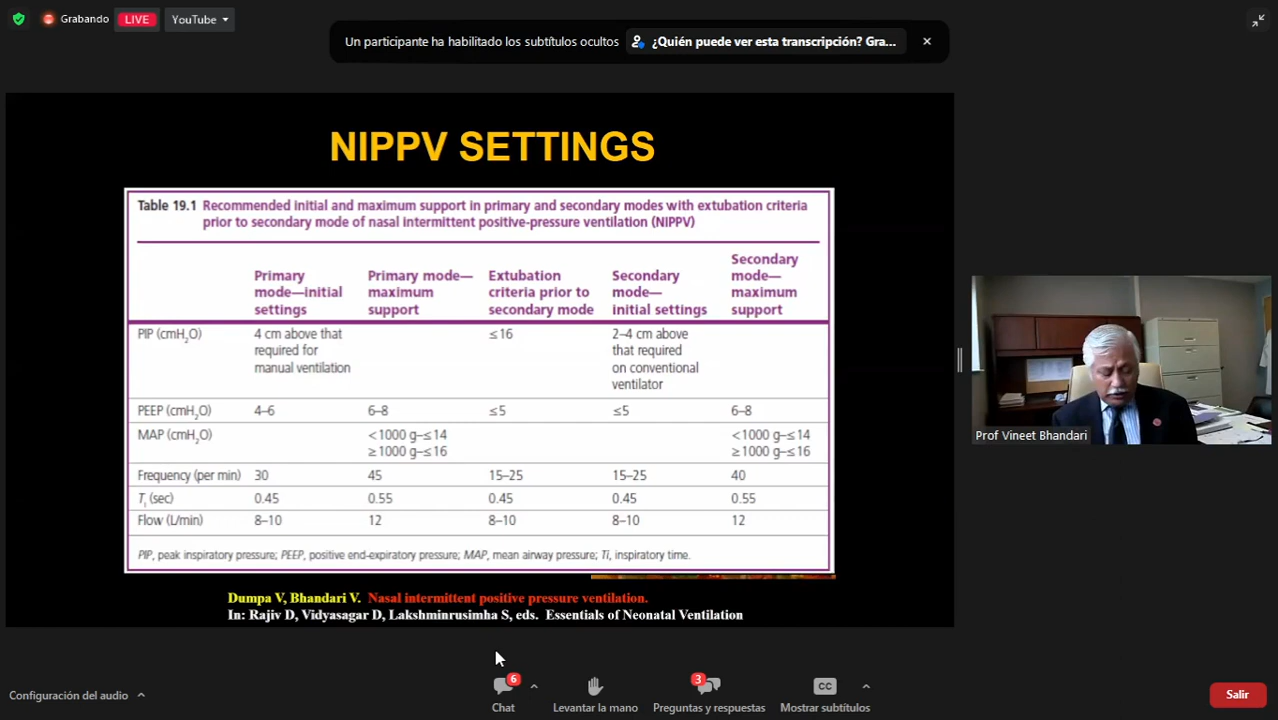 Grabando
LIVE
YouTube
Un participante ha habilitado los subtítulos ocultos
¿Quién puede ver esta transcripción? Gra...
NIPPV SETTINGS
Table 19.1 Recommended initial and maximum support in primary and secondary modes with extubation criteria
prior to secondary mode of nasal intermittent positive-pressure ventilation (NIPPV)
Primary mode—initial settings
Primary mode—maximum support
Extubation criteria prior to secondary mode
Secondary mode—initial settings
Secondary mode—maximum support
PIP (cmH₂O) 4 cm above that required for manual ventilation ≤16 2–4 cm above that required on conventional ventilator
PEEP (cmH₂O) 4–6 6–8 ≤5 ≤5 6–8
MAP (cmH₂O) <1000 g–≤14 <1000 g–≤14
≥1000 g–≤16 ≥1000 g–≤16
Frequency (per min) 30 45 15–25 15–25 40
Tᵢ (sec) 0.45 0.55 0.45 0.45 0.55
Flow (L/min) 8–10 12 8–10 8–10 12
PIP, peak inspiratory pressure; PEEP, positive end-expiratory pressure; MAP, mean airway pressure; Ti, inspiratory time.
Dumpa V, Bhandari V. Nasal intermittent positive pressure ventilation.
In: Rajiv D, Vidyasagar D, Lakshminrusimha S, eds. Essentials of Neonatal Ventilation
Prof Vineet Bhandari
Configuración del audio
6
Chat
Levantar la mano
3
Preguntas y respuestas
CC
Mostrar subtítulos
Salir